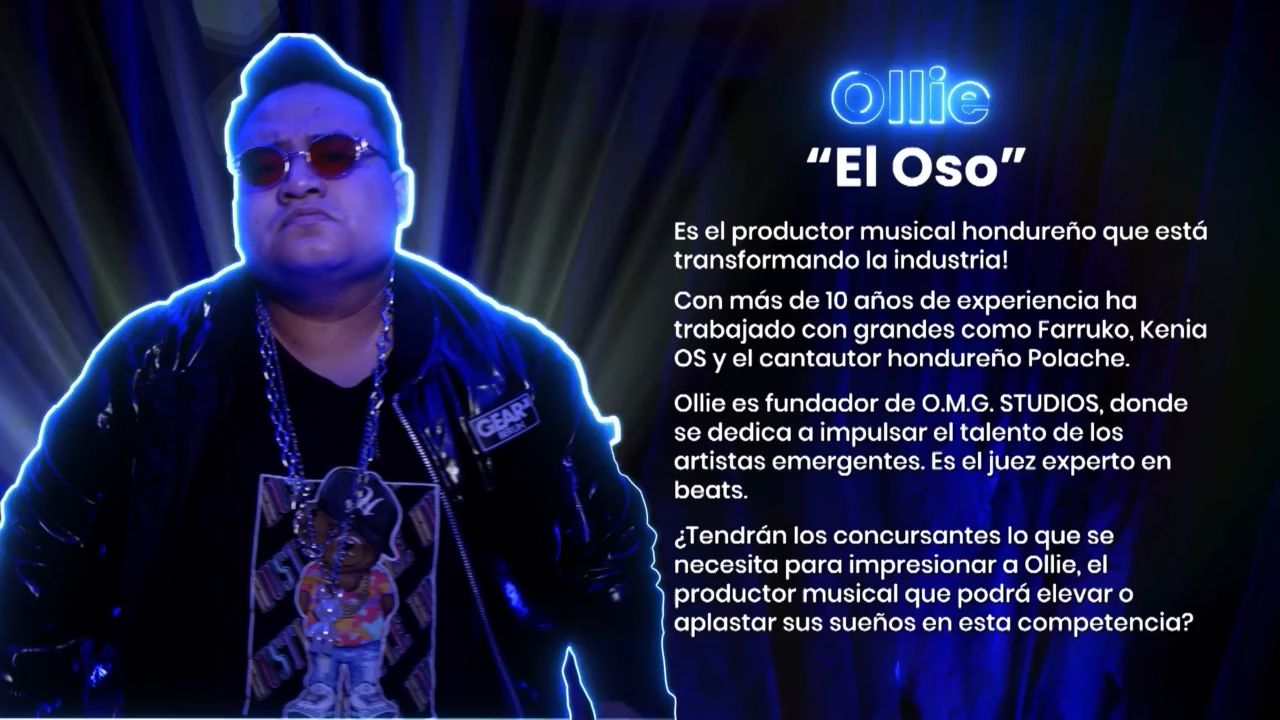 Ollie
“El Oso”
Es el productor musical hondureño que está
transformando la industria!
Con más de 10 años de experiencia ha
trabajado con grandes como Farruko, Kenia
OS y el cantautor hondureño Polache.
Ollie es fundador de O.M.G. STUDIOS, donde
se dedica a impulsar el talento de los
artistas emergentes. Es el juez experto en
beats.
¿Tendrán los concursantes lo que se
necesita para impresionar a Ollie, el
productor musical que podrá elevar o
aplastar sus sueños en esta competencia?
GEAR